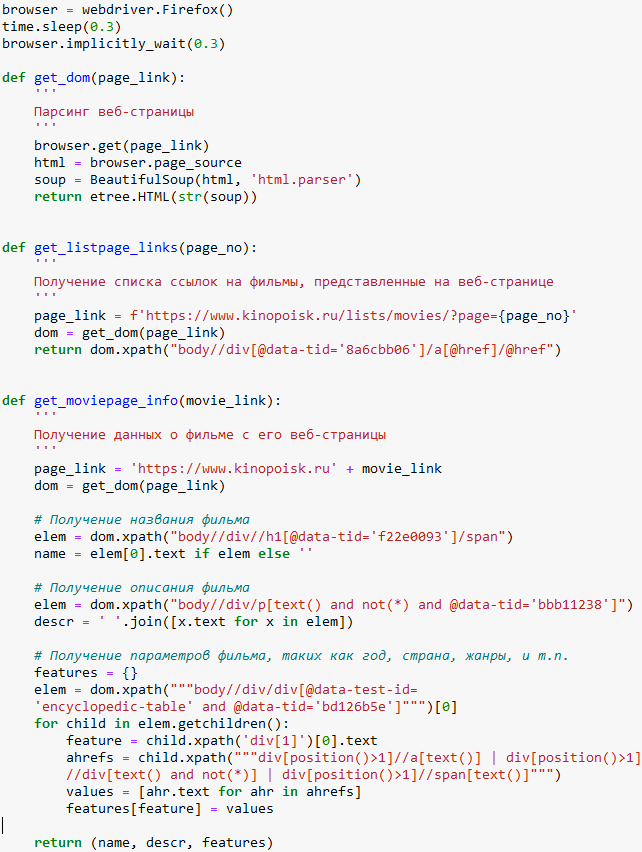 browser = webdriver.Firefox()
time.sleep(0.3)
browser.implicitly_wait(0.3)
def get_dom(page_link):
    '''
    Парсинг веб-страницы
    '''
    browser.get(page_link)
    html = browser.page_source
    soup = BeautifulSoup(html, 'html.parser')
    return etree.HTML(str(soup))
def get_listpage_links(page_no):
    '''
    Получение списка ссылок на фильмы, представленные на веб-странице
    '''
    page_link = f'https://www.kinopoisk.ru/lists/movies/?page={page_no}'
    dom = get_dom(page_link)
    return dom.xpath("body//div[@data-tid='8a6cbb06']/a[@href]/@href")
def get_moviepage_info(movie_link):
    '''
    Получение данных о фильме с его веб-страницы
    '''
    page_link = 'https://www.kinopoisk.ru' + movie_link
    dom = get_dom(page_link)
    # Получение названия фильма
    elem = dom.xpath("body//div//h1[@data-tid='f22e0093']/span")
    name = elem[0].text if elem else ''
    # Получение описания фильма
    elem = dom.xpath("body//div/p[text() and not(*) and @data-tid='bbb11238']")
    descr = ' '.join([x.text for x in elem])
    # Получение параметров фильма, таких как год, страна, жанры, и т.п.
    features = {}
    elem = dom.xpath("""body//div/div[@data-test-id=
    'encyclopedic-table' and @data-tid='bd126b5e']""")[0]
    for child in elem.getchildren():
        feature = child.xpath('div[1]')[0].text
        ahrefs = child.xpath("""div[position()>1]//a[text()] | div[position()>1]
        //div[text() and not(*)] | div[position()>1]//span[text()]""")
        values = [ahr.text for ahr in ahrefs]
        features[feature] = values
    return (name, descr, features)